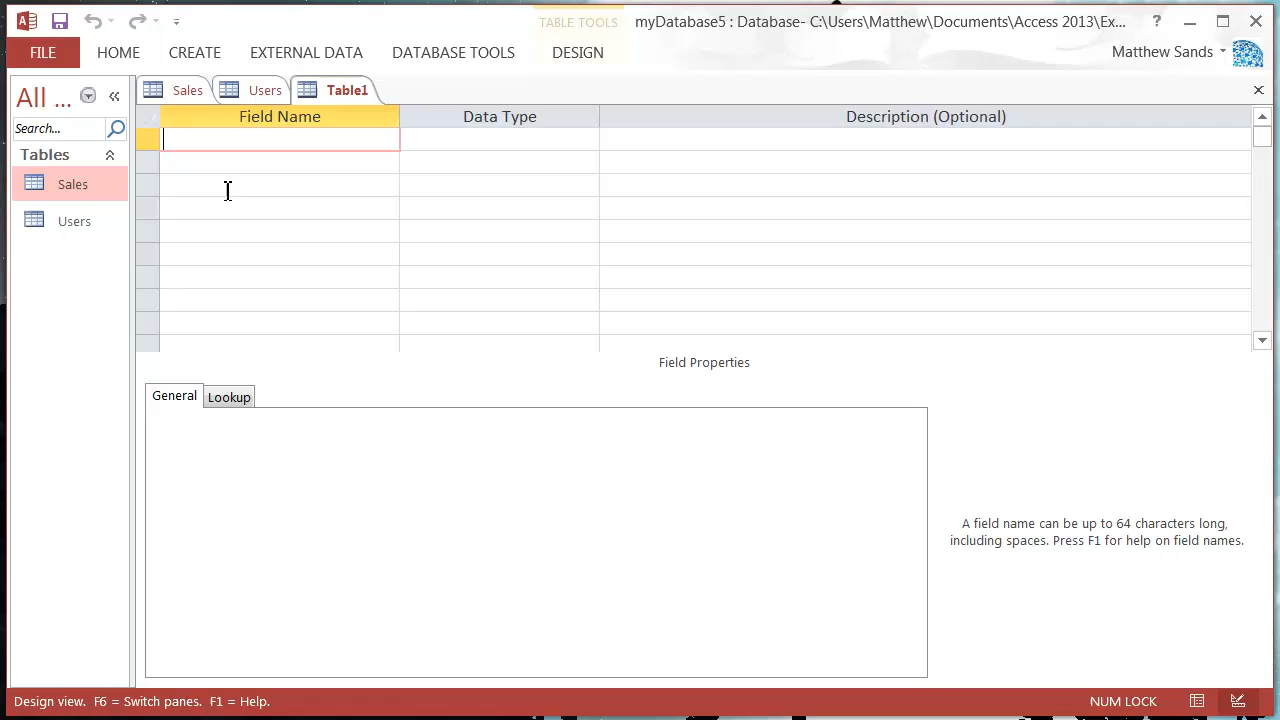 TABLE TOOLS
myDatabase5 : Database- C:\Users\Matthew\Documents\Access 2013\Ex...
?
FILE HOME CREATE EXTERNAL DATA DATABASE TOOLS DESIGN
Matthew Sands
All ...
Search...
Tables
Sales
Users
Sales Users Table1
Field Name Data Type Description (Optional)
Field Properties
General Lookup
A field name can be up to 64 characters long,
including spaces. Press F1 for help on field names.
Design view. F6 = Switch panes. F1 = Help.
NUM LOCK